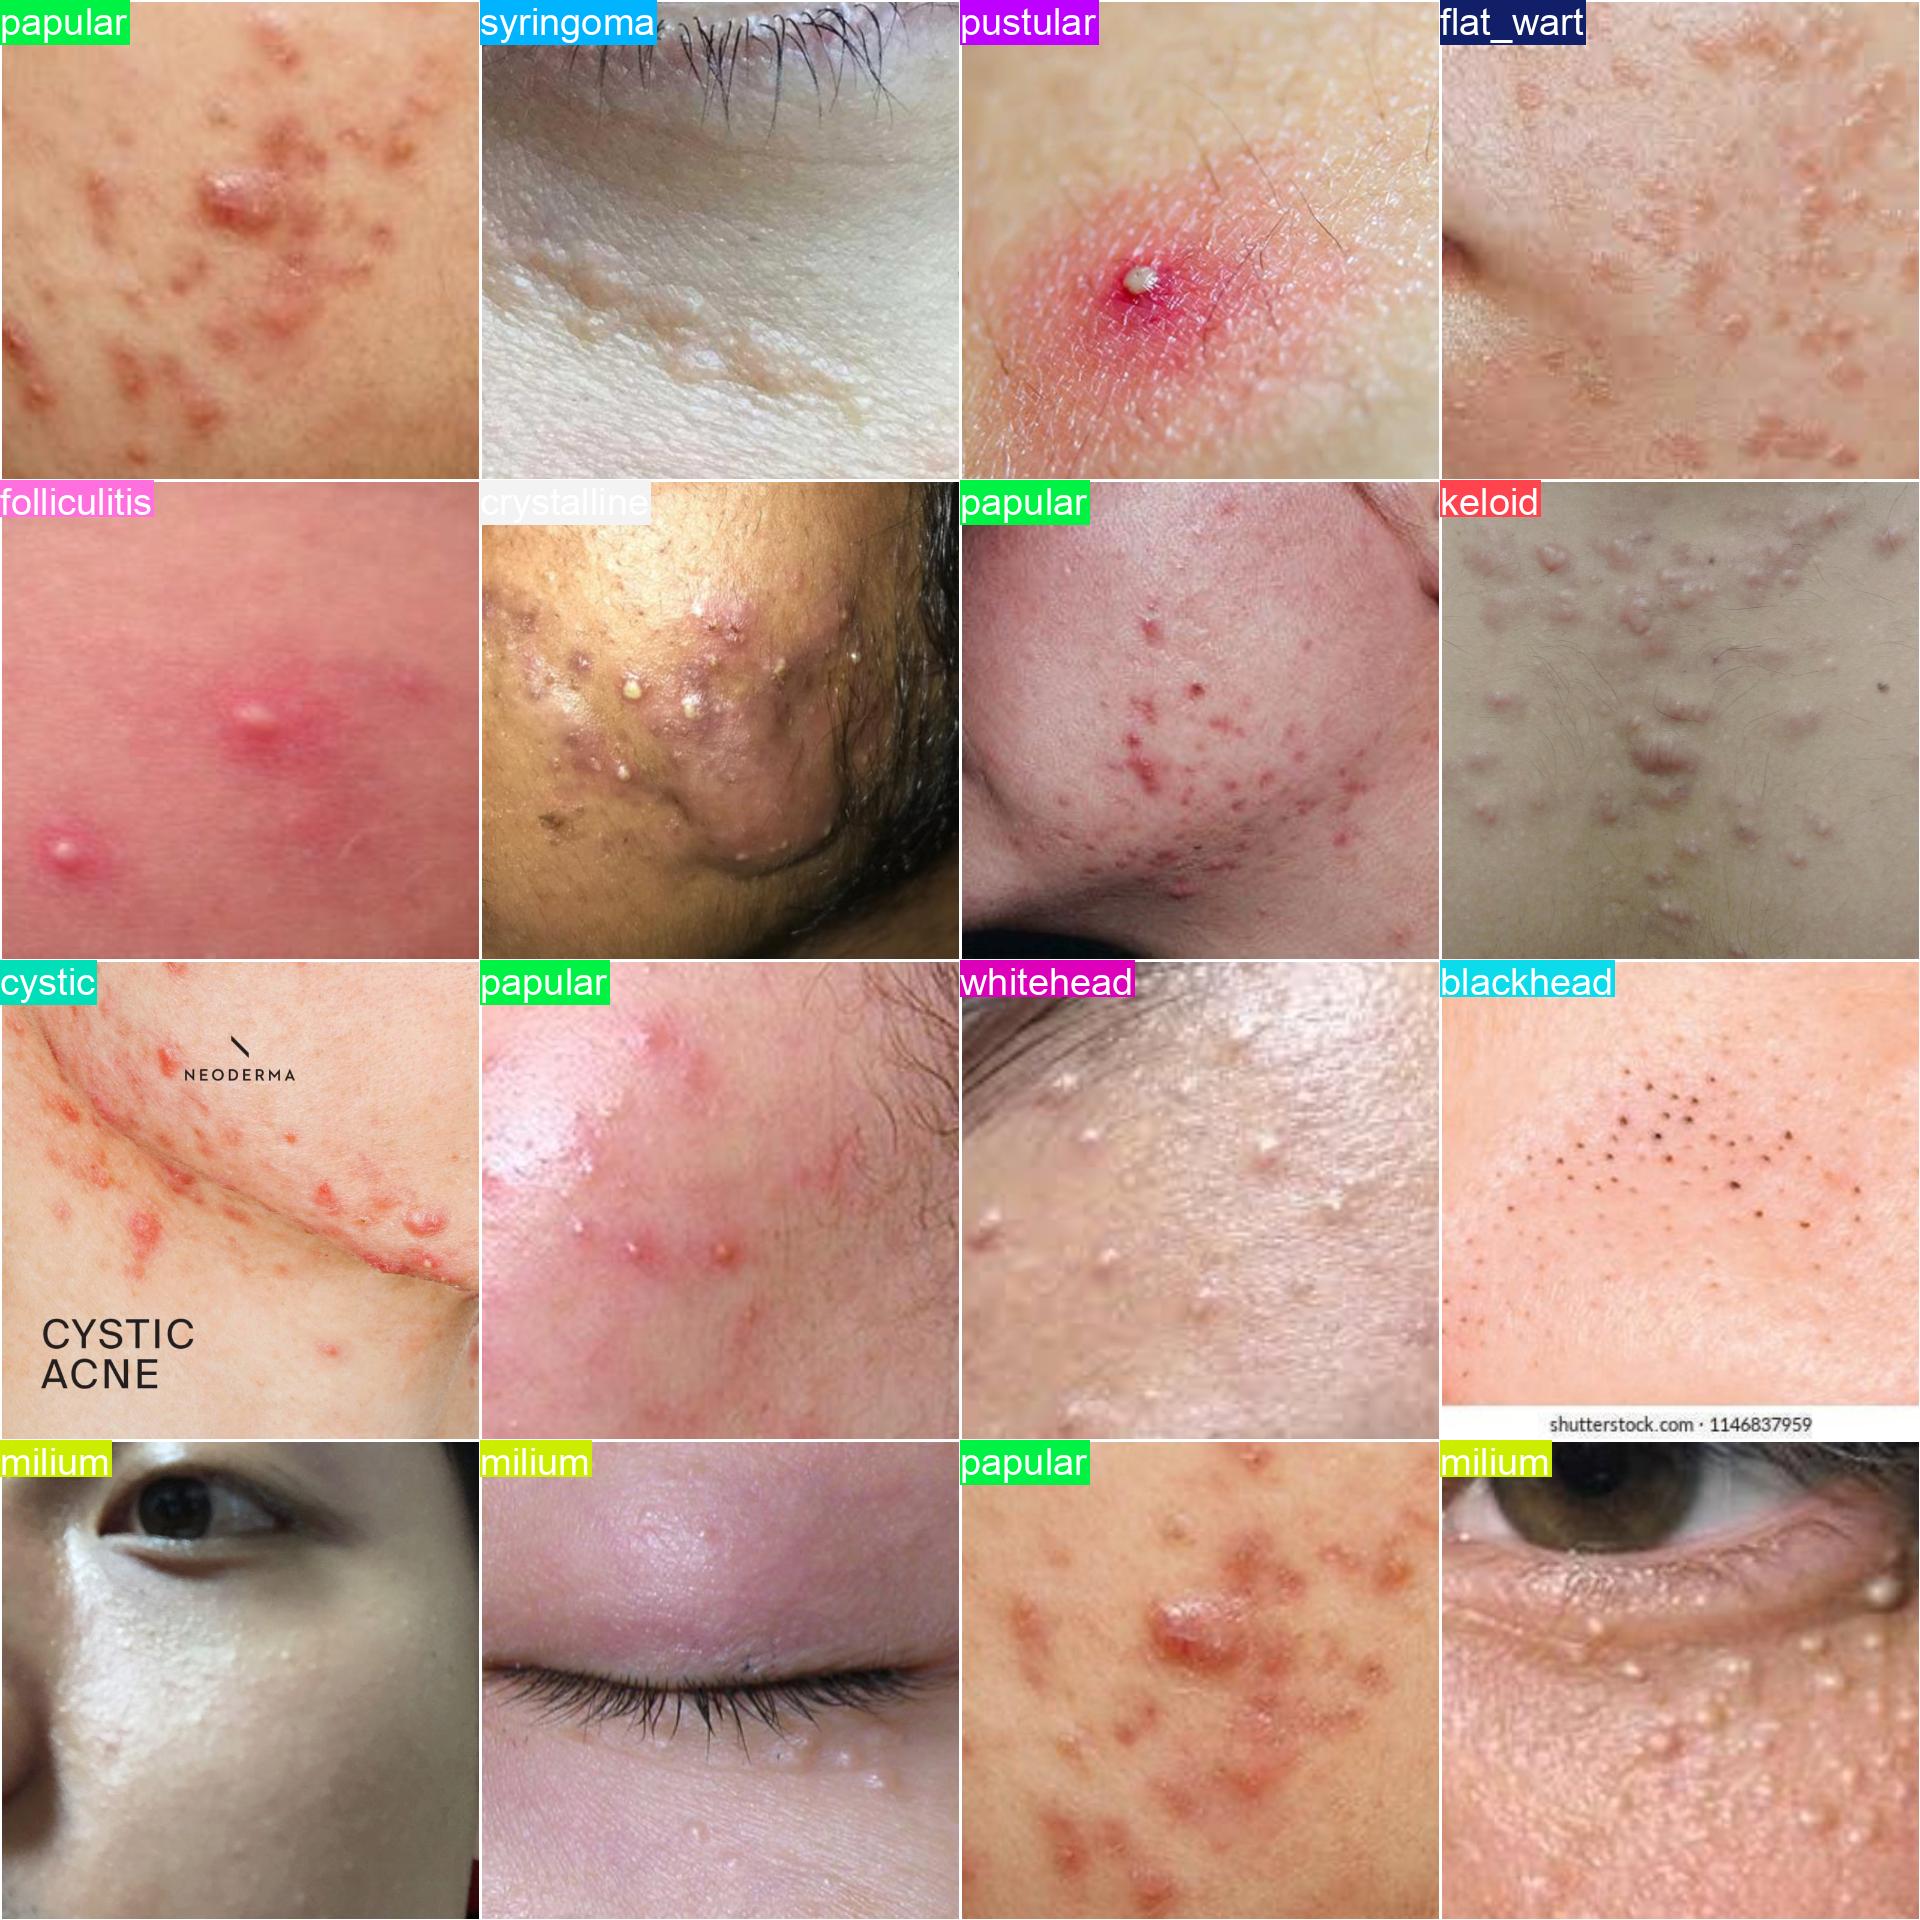 papular
syringoma
pustular
flat_wart
folliculitis
crystalline
papular
keloid
cystic
papular
whitehead
blackhead
NEODERMA
CYSTIC
ACNE
shutterstock.com · 1146837959
milium
milium
papular
milium